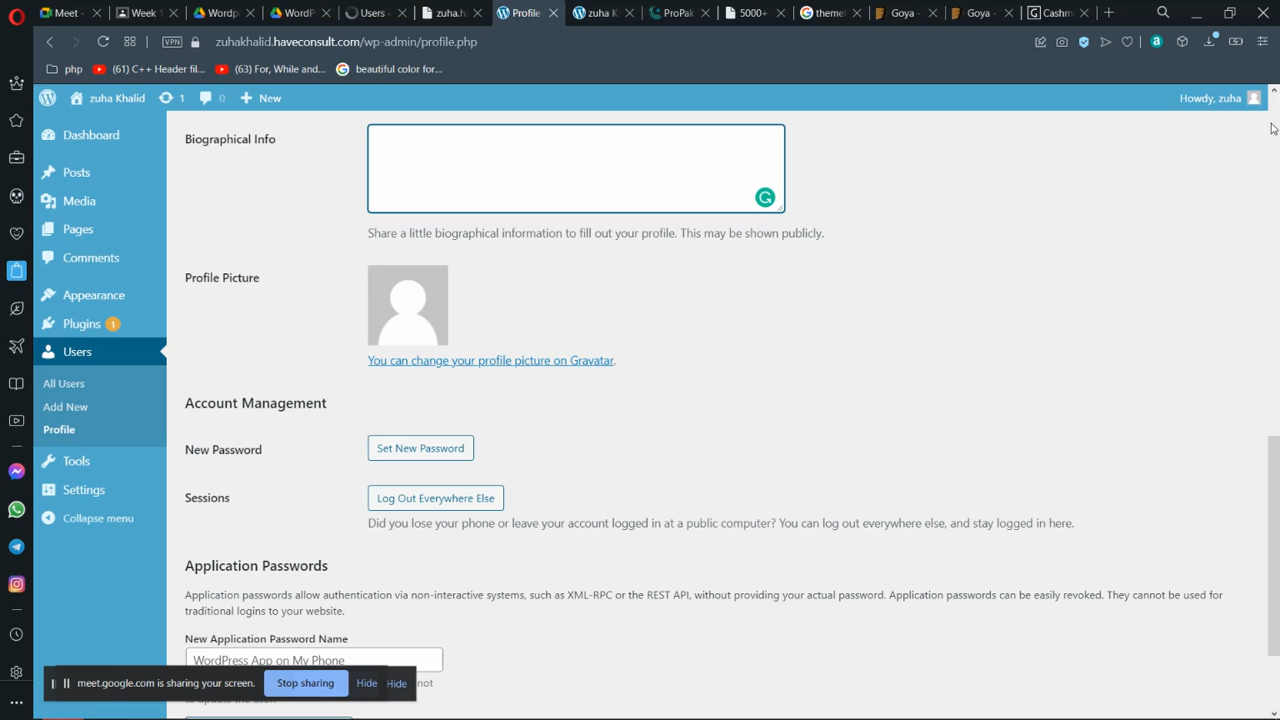 Meet -
Week 1
Wordp
WordP
Users -
zuha.h
Profile
zuha K
ProPak
5000+
themef
Goya –
Goya –
Cashm
VPN
zuhakhalid.haveconsult.com/wp-admin/profile.php
php
(61) C++ Header fil...
(63) For, While and...
beautiful color for...
zuha Khalid
1
0
New
Howdy, zuha
Dashboard
Posts
Media
Pages
Comments
Appearance
Plugins 1
Users
All Users
Add New
Profile
Tools
Settings
Collapse menu
Biographical Info
Share a little biographical information to fill out your profile. This may be shown publicly.
Profile Picture
You can change your profile picture on Gravatar.
Account Management
New Password
Set New Password
Sessions
Log Out Everywhere Else
Did you lose your phone or leave your account logged in at a public computer? You can log out everywhere else, and stay logged in here.
Application Passwords
Application passwords allow authentication via non-interactive systems, such as XML-RPC or the REST API, without providing your actual password. Application passwords can be easily revoked. They cannot be used for
traditional logins to your website.
New Application Password Name
WordPress App on My Phone
not
meet.google.com is sharing your screen.
Stop sharing
Hide
Hide